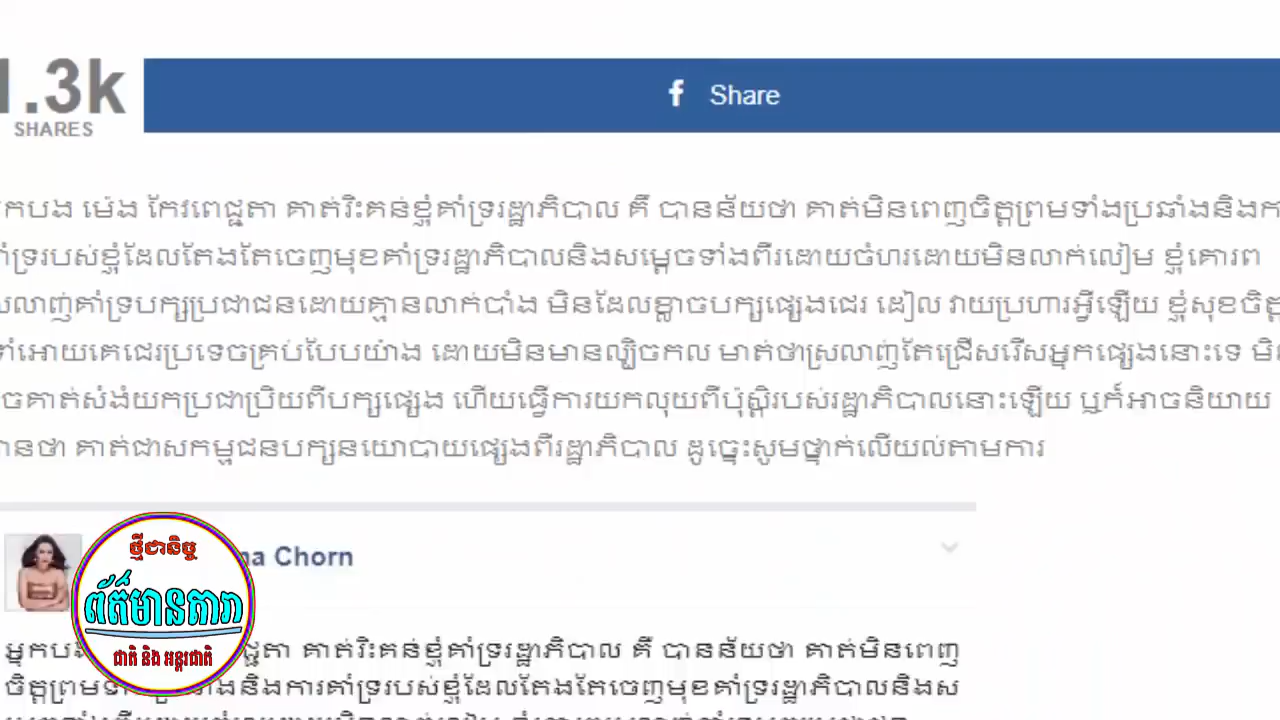 1.3k
SHARES
Share
កបង ម៉េង កែវពេជ្ជតា គាត់រិះគន់ខ្ញុំគាំទ្ររដ្ឋាភិបាល គឺ បានន័យថា គាត់មិនពេញចិត្តព្រមទាំងប្រឆាំងនិងកា
គាំទ្ររបស់ខ្ញុំដែលតែងតែចេញមុខគាំទ្ររដ្ឋាភិបាលនិងសម្ដេចទាំងពីរដោយចំហរដោយមិនលាក់លៀម ខ្ញុំគោរព
ស្រលាញ់គាំទ្របក្សប្រជាជនដោយគ្មានលាក់បាំង មិនដែលខ្លាចបក្សផ្សេងជេរ ដៀល វាយប្រហារអ្វីឡើយ ខ្ញុំសុខចិត្ត
ទាំអោយគេជេរប្រទេចគ្រប់បែបយ៉ាង ដោយមិនមានល្បិចកល មាត់ថាស្រលាញ់តែជ្រើសរើសអ្នកផ្សេងនោះទេ មិន
ចគាត់សំងំយកប្រជាប្រិយពីបក្សផ្សេង ហើយធ្វើការយកលុយពីប៉ុស្តិរបស់រដ្ឋាភិបាលនោះឡើយ ឬក៍អាចនិយាយ
បានថា គាត់ជាសកម្មជនបក្សនយោបាយផ្សេងពីរដ្ឋាភិបាល ដូច្នេះសូមថ្នាក់លើយល់តាមការ
na Chorn
ថ្មីជានិច្ច
ព័ត៌មានតារា
ជាតិ និង អន្តរជាតិ
អ្នកបង ជ្ជតា គាត់រិះគន់ខ្ញុំគាំទ្ររដ្ឋាភិបាល គឺ បានន័យថា គាត់មិនពេញ
ចិត្តព្រមទាំ ឆាំងនិងការគាំទ្ររបស់ខ្ញុំដែលតែងតែចេញមុខគាំទ្ររដ្ឋាភិបាលនិងស